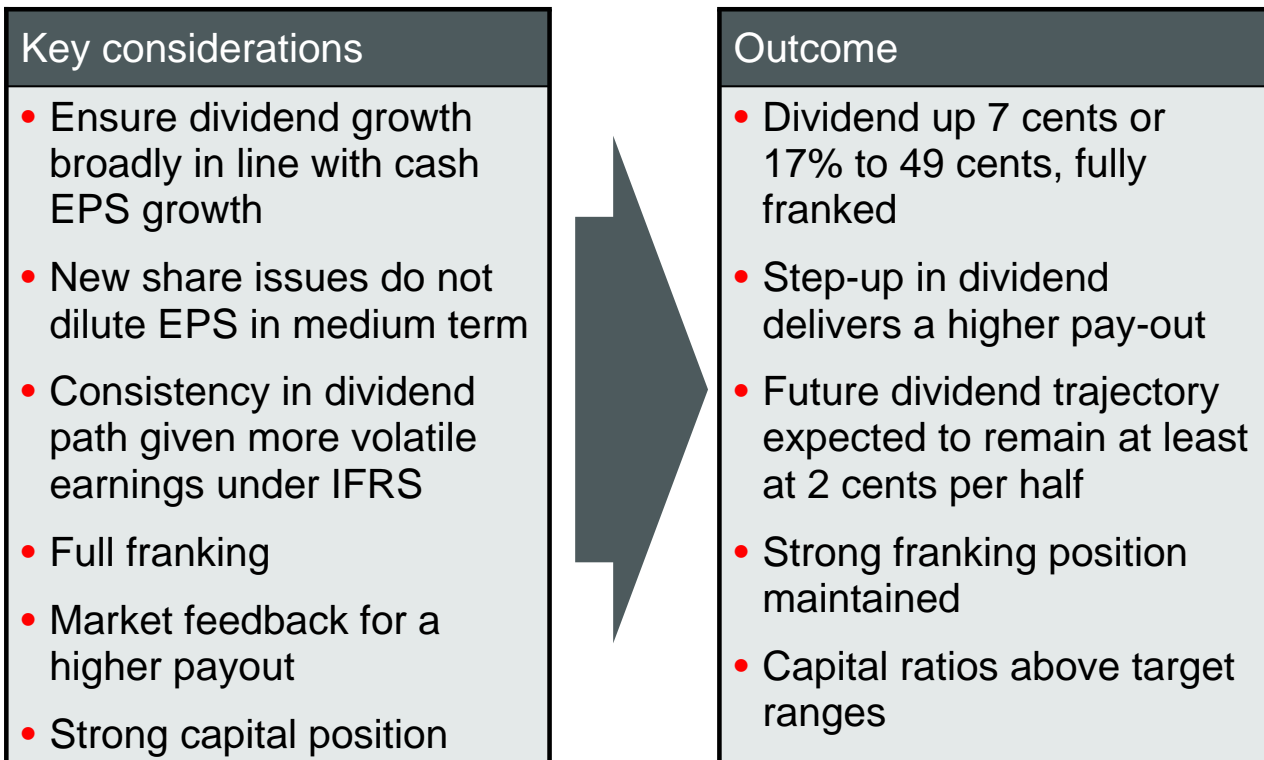 Key considerations
• Ensure dividend growth
broadly in line with cash
EPS growth
• New share issues do not
dilute EPS in medium term
• Consistency in dividend
path given more volatile
earnings under IFRS
• Full franking
• Market feedback for a
higher payout
• Strong capital position
Outcome
• Dividend up 7 cents or
17% to 49 cents, fully
franked
• Step-up in dividend
delivers a higher pay-out
• Future dividend trajectory
expected to remain at least
at 2 cents per half
• Strong franking position
maintained
• Capital ratios above target
ranges